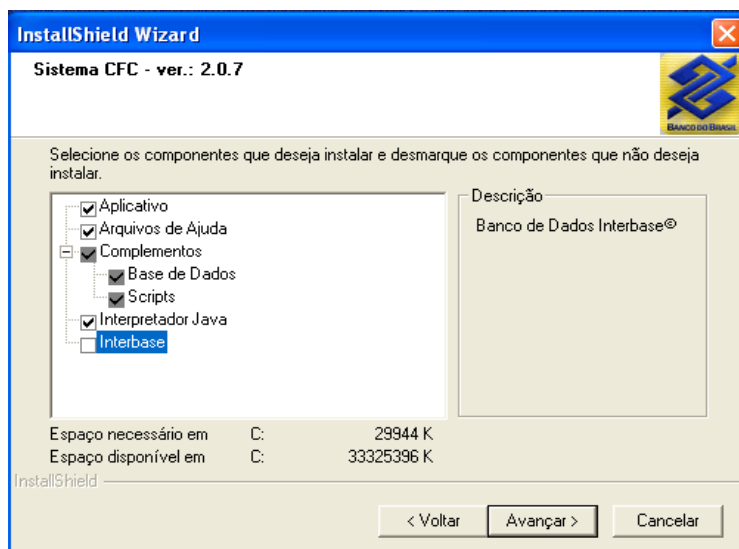 InstallShield Wizard
Sistema CFC - ver.: 2.0.7
BANCO DO BRASIL
Selecione os componentes que deseja instalar e desmarque os componentes que não deseja
instalar.
Aplicativo
Arquivos de Ajuda
Complementos
Base de Dados
Scripts
Interpretador Java
Interbase
Descrição
Banco de Dados Interbase©
Espaço necessário em C: 29944 K
Espaço disponível em C: 33325396 K
InstallShield
< Voltar Avançar > Cancelar